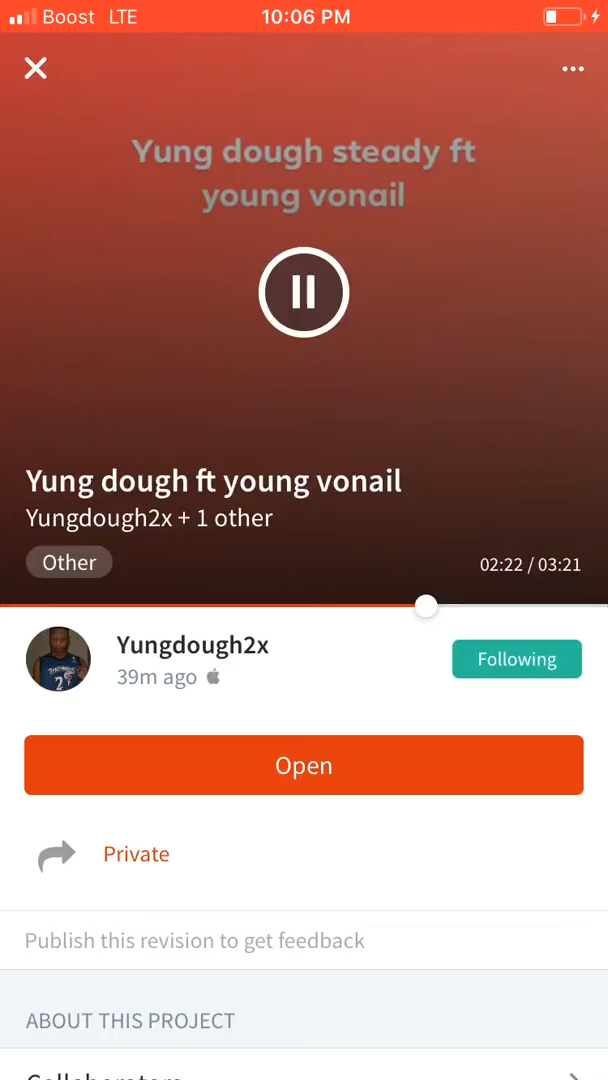 Boost LTE 10:06 PM
Yung dough steady ft
young vonail
Yung dough ft young vonail
Yungdough2x + 1 other
Other
02:22 / 03:21
Yungdough2x
39m ago
Following
Open
Private
Publish this revision to get feedback
ABOUT THIS PROJECT
Collaborators